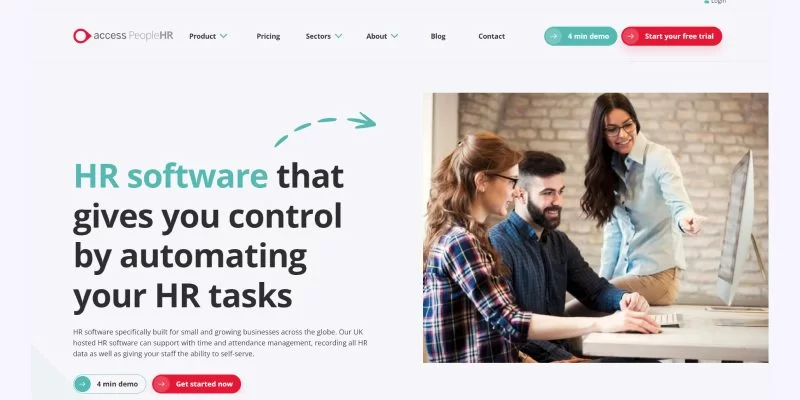 Login
access PeopleHR
Product
Pricing
Sectors
About
Blog
Contact
4 min demo
Start your free trial
HR software that
gives you control
by automating
your HR tasks
HR software specifically built for small and growing businesses across the globe. Our UK
hosted HR software can support with time and attendance management, recording all HR
data as well as giving your staff the ability to self-serve.
4 min demo
Get started now